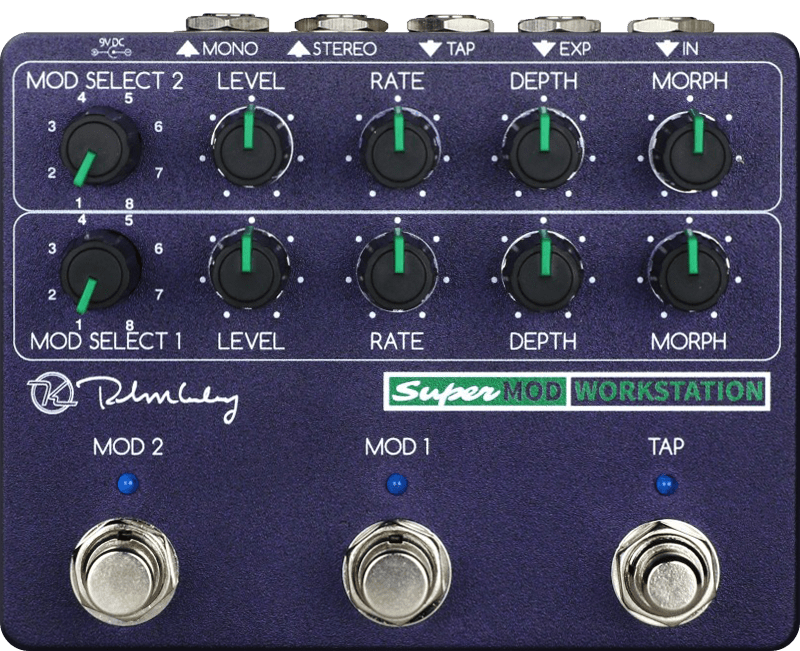 9V DC MONO STEREO TAP EXP IN
MOD SELECT 2 LEVEL RATE DEPTH MORPH
4 5
3 6
2 7
1 8
4 5
3 6
2 7
1 8
MOD SELECT 1 LEVEL RATE DEPTH MORPH
K
Super MOD WORKSTATION
MOD 2 MOD 1 TAP